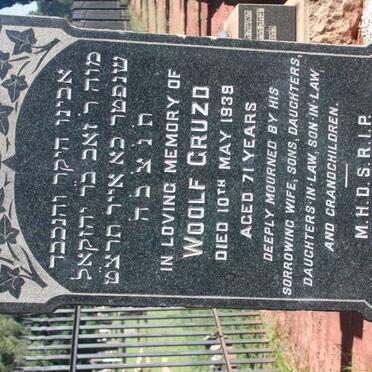 אבינו היקר והנכבד
מוה ר' זאב בר יחזקאל
שנפטר כא אייר תרצ"ט
ת נ צ ב ה
IN LOVING MEMORY OF
WOOLF GRUZD
DIED 10TH MAY 1939
AGED 71 YEARS
DEEPLY MOURNED BY HIS
SORROWING WIFE, SONS, DAUGHTERS,
DAUGHTERS-IN-LAW, SON-IN-LAW
AND GRANDCHILDREN.
M.H.D.S.R.I.P.